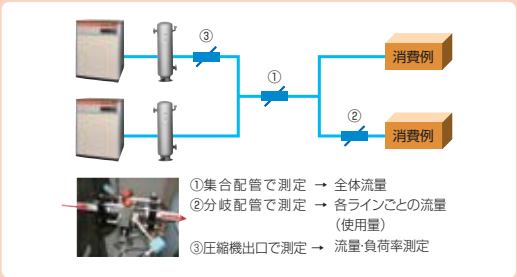 ③
①
消費例
②
消費例
①集合配管で測定 → 全体流量
②分岐配管で測定 → 各ラインごとの流量
（使用量）
③圧縮機出口で測定 → 流量・負荷率測定